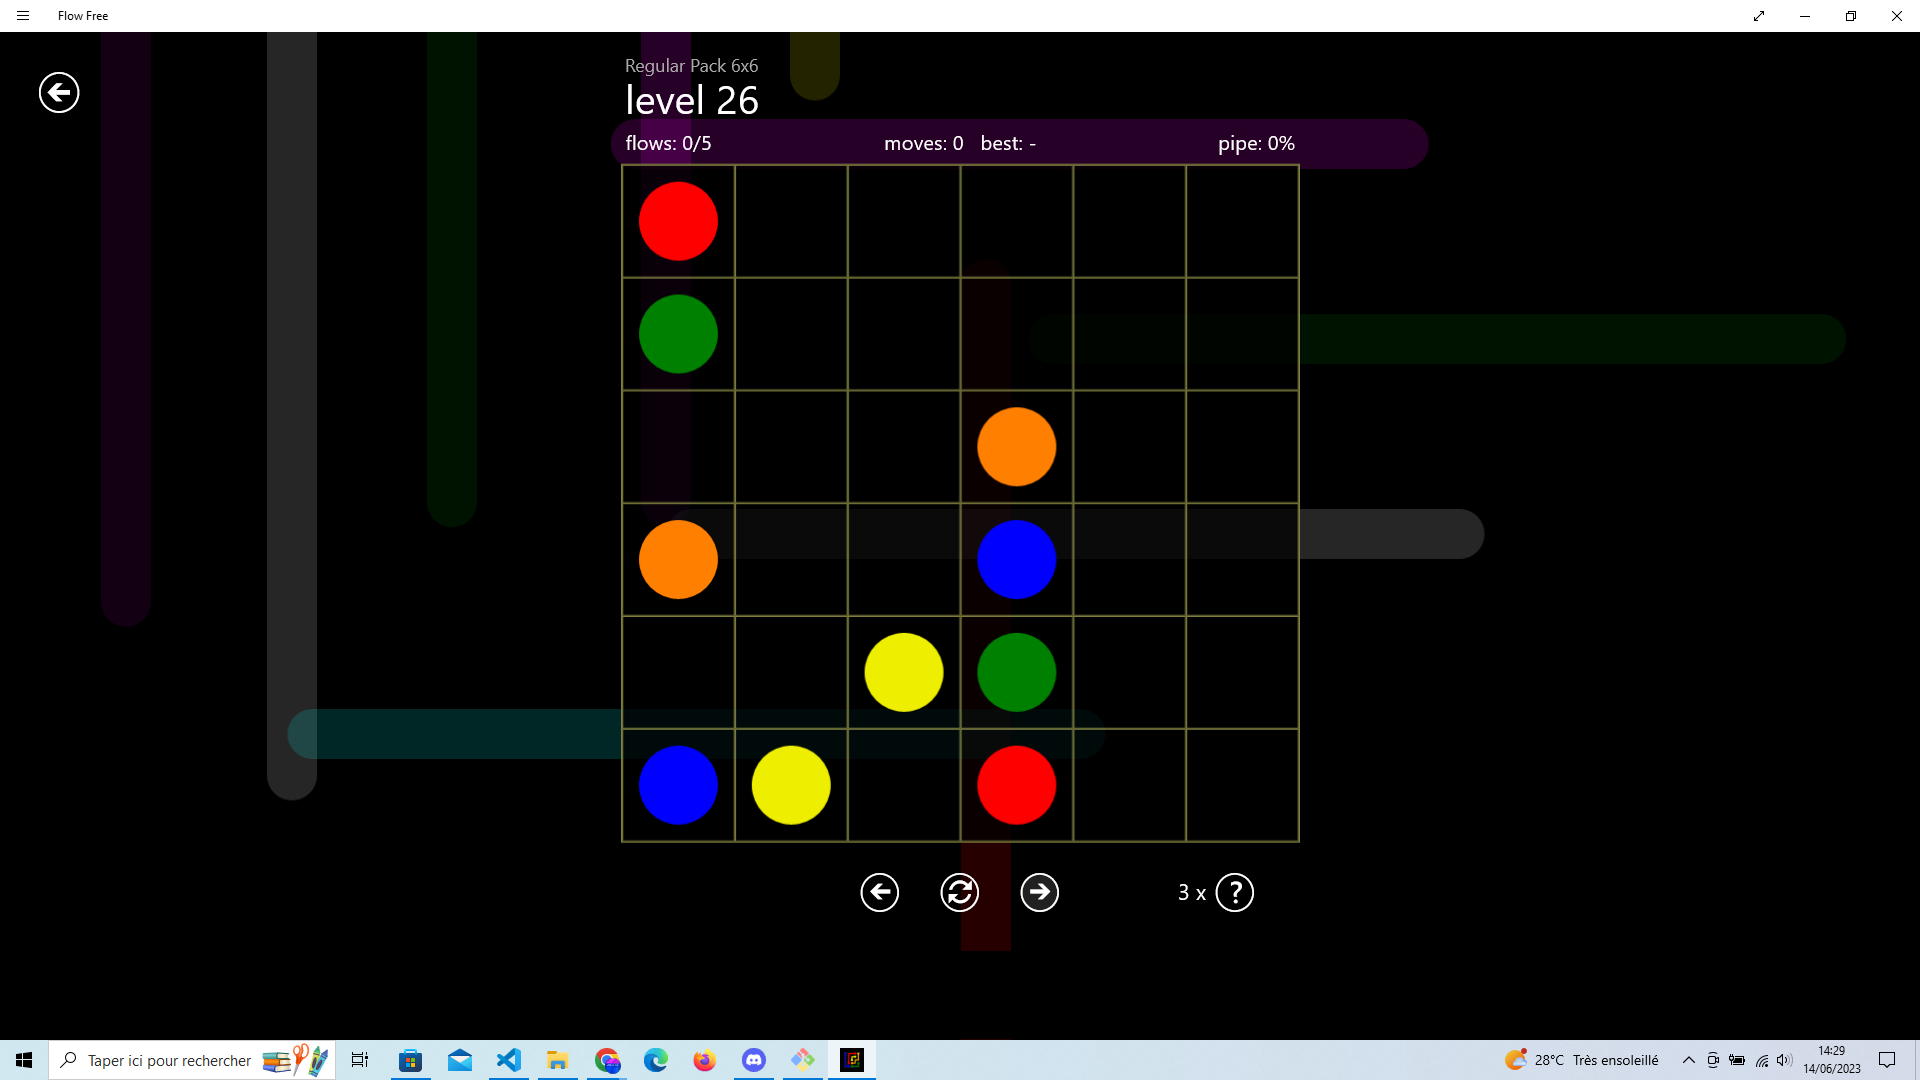 Flow Free
Regular Pack 6x6
level 26
flows: 0/5 moves: 0 best: - pipe: 0%
3 x ?
Taper ici pour rechercher
28°C Très ensoleillé
14:29
14/06/2023